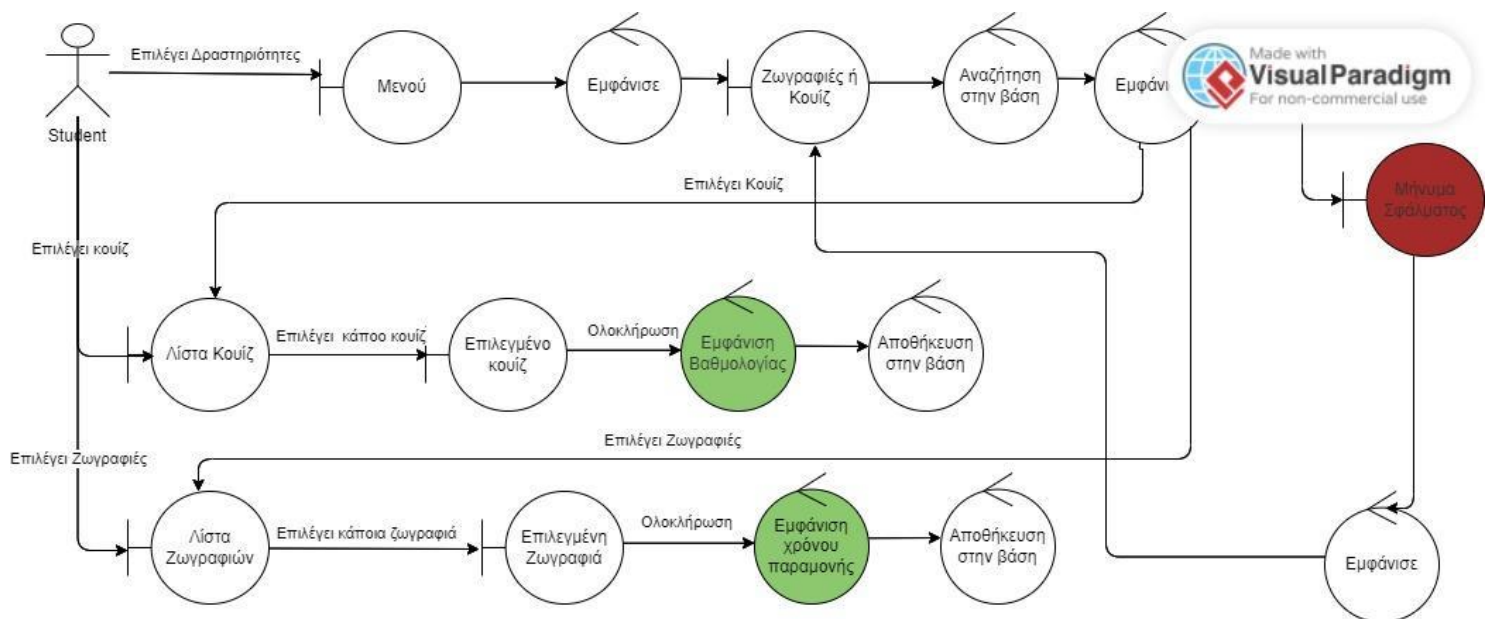 Επιλέγει Δραστηριότητες
Μενού
Εμφάνισε
Ζωγραφιές ή
Κουίζ
Αναζήτηση
στην βάση
Made with
Visual Paradigm
For non-commercial use
Student
Μήνυμα
Σφάλματος
Επιλέγει Κουίζ
Επιλέγει κουίζ
Λίστα Κουίζ
Επιλέγει κάποο κουίζ
Επιλεγμένο
κουίζ
Ολοκλήρωση
Εμφάνιση
Βαθμολογίας
Αποθήκευση
στην βάση
Επιλέγει Ζωγραφιές
Επιλέγει Ζωγραφιές
Λίστα
Ζωγραφιών
Επιλέγει κάποια ζωγραφιά
Επιλεγμένη
Ζωγραφιά
Ολοκλήρωση
Εμφάνιση
χρόνου
παραμονής
Αποθήκευση
στην βάση
Εμφάνισε